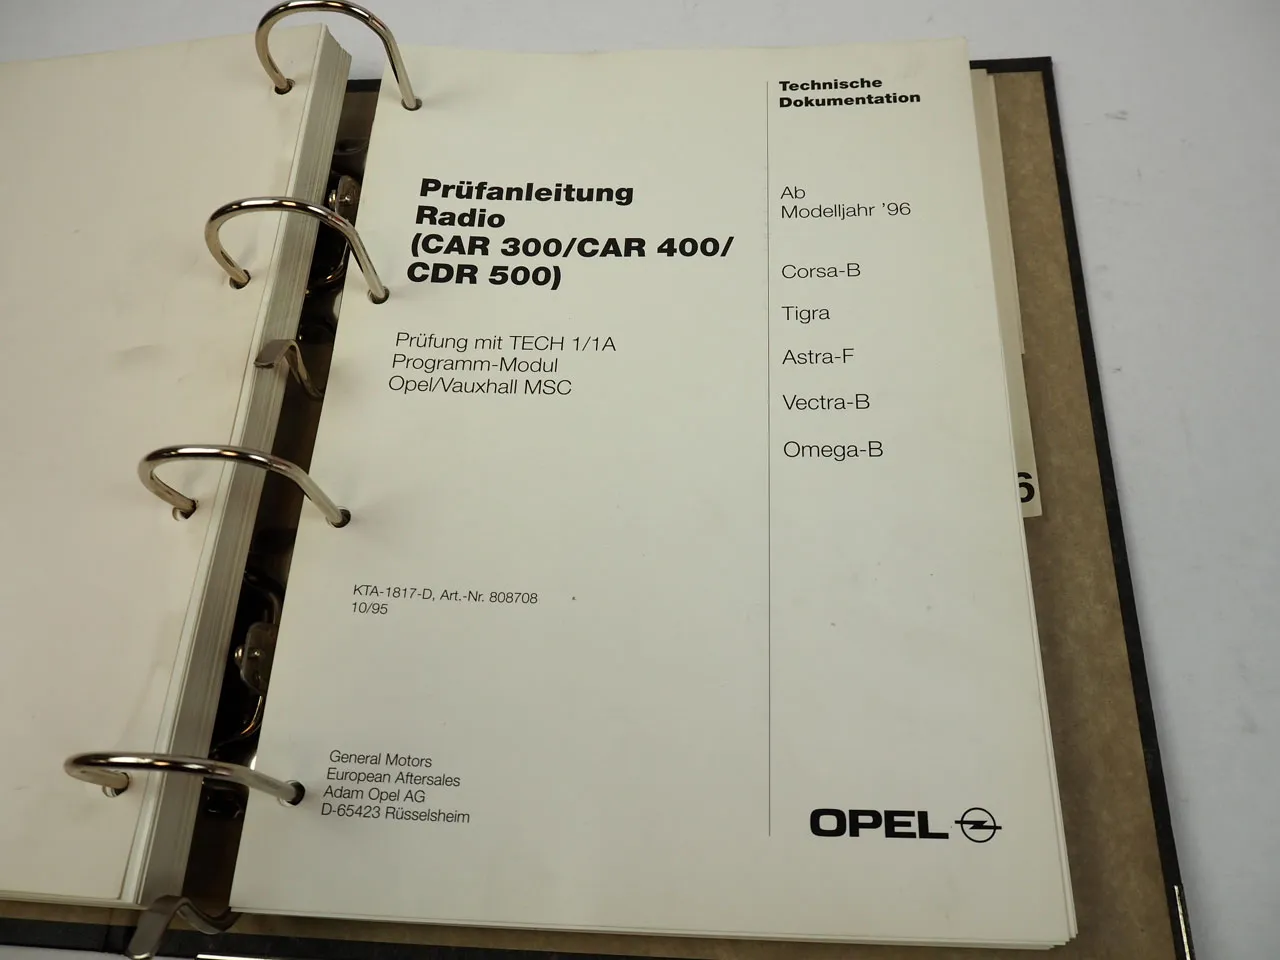 Technische
Dokumentation
Prüfanleitung
Radio
(CAR 300/CAR 400/
CDR 500)
Prüfung mit TECH 1/1A
Programm-Modul
Opel/Vauxhall MSC
Ab
Modelljahr '96
Corsa-B
Tigra
Astra-F
Vectra-B
Omega-B
6
KTA-1817-D, Art.-Nr. 808708
10/95
General Motors
European Aftersales
Adam Opel AG
D-65423 Rüsselsheim
OPEL